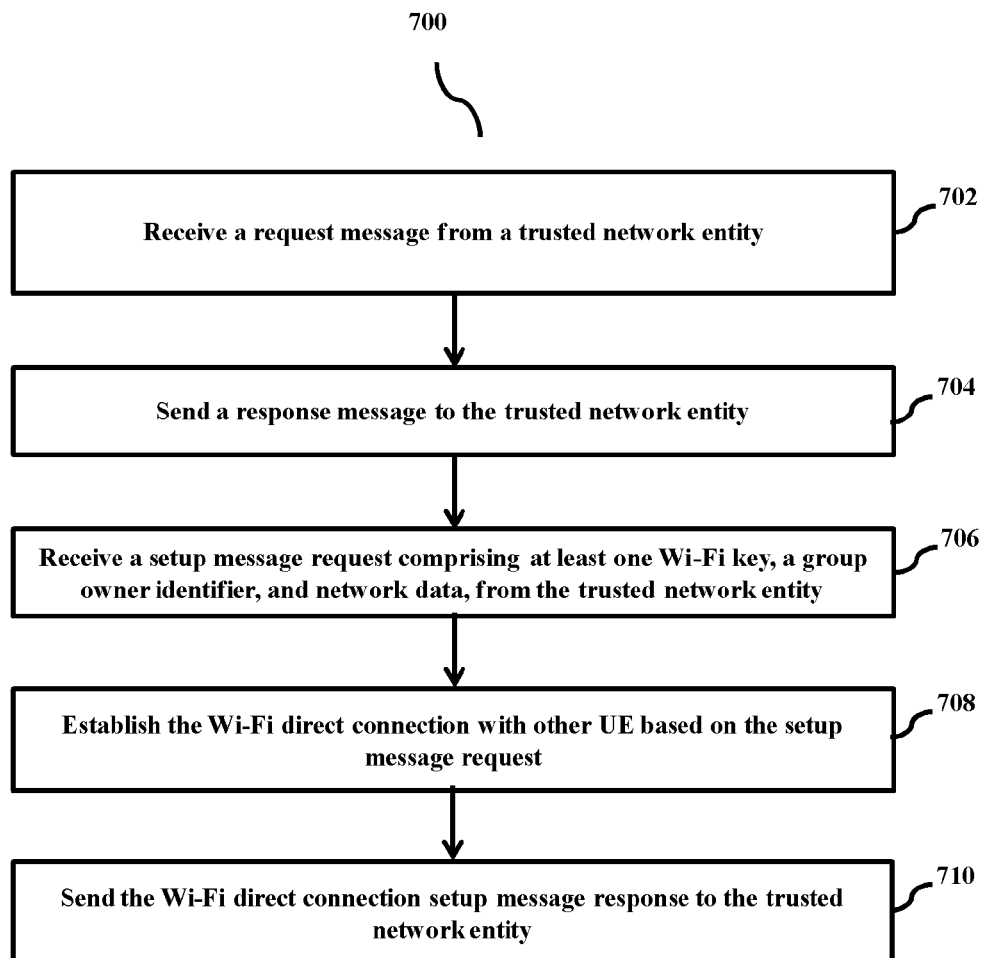 700
702
Receive a request message from a trusted network entity
704
Send a response message to the trusted network entity
706
Receive a setup message request comprising at least one Wi-Fi key, a group
owner identifier, and network data, from the trusted network entity
708
Establish the Wi-Fi direct connection with other UE based on the setup
message request
710
Send the Wi-Fi direct connection setup message response to the trusted
network entity